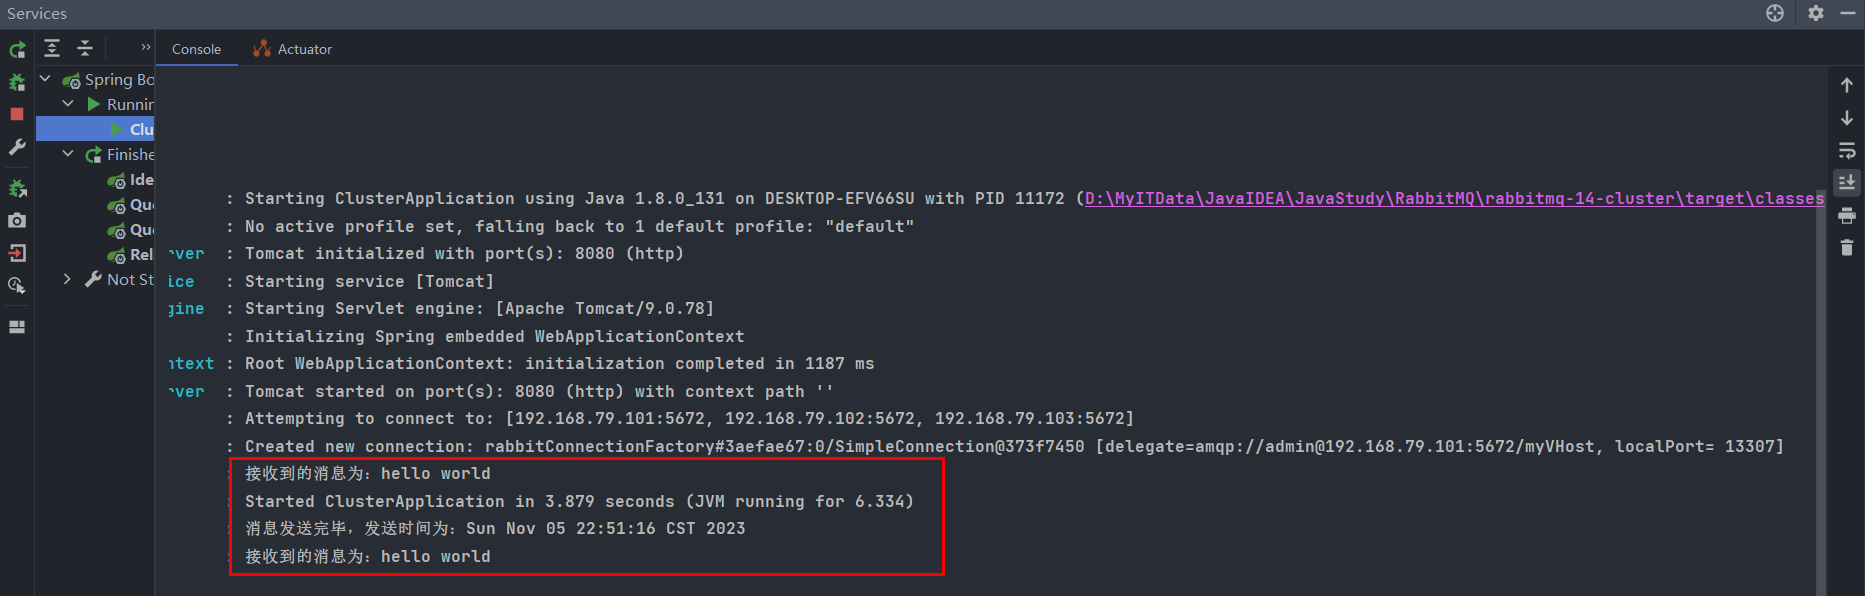 Services
Console
Actuator
Spring Bo
Runnin
Clu
Finishe
Ide
Que
Que
Rel
Not St
: Starting ClusterApplication using Java 1.8.0_131 on DESKTOP-EFV66SU with PID 11172 (D:\MyITData\JavaIDEA\JavaStudy\RabbitMQ\rabbitmq-14-cluster\target\classes
: No active profile set, falling back to 1 default profile: "default"
rver : Tomcat initialized with port(s): 8080 (http)
ice : Starting service [Tomcat]
gine : Starting Servlet engine: [Apache Tomcat/9.0.78]
: Initializing Spring embedded WebApplicationContext
ntext : Root WebApplicationContext: initialization completed in 1187 ms
rver : Tomcat started on port(s): 8080 (http) with context path ''
: Attempting to connect to: [192.168.79.101:5672, 192.168.79.102:5672, 192.168.79.103:5672]
: Created new connection: rabbitConnectionFactory#3aefae67:0/SimpleConnection@373f7450 [delegate=amqp://admin@192.168.79.101:5672/myVHost, localPort= 13307]
: 接收到的消息为：hello world
: Started ClusterApplication in 3.879 seconds (JVM running for 6.334)
: 消息发送完毕，发送时间为：Sun Nov 05 22:51:16 CST 2023
: 接收到的消息为：hello world